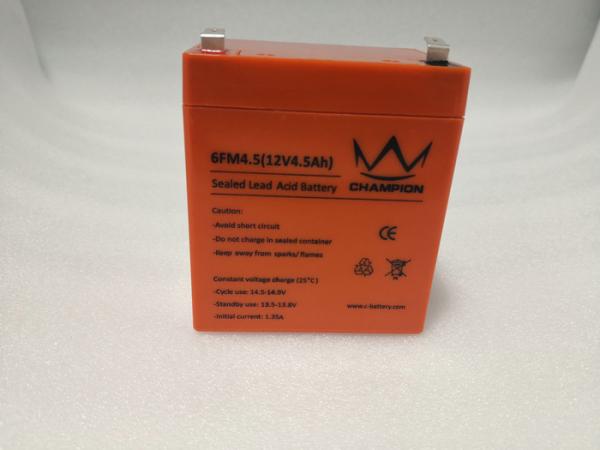 6FM4.5(12V4.5Ah)
Sealed Lead Acid Battery
CHAMPION
Caution:
-Avoid short circuit
-Do not charge in sealed container
-Keep away from sparks/ flames
CE
Constant voltage charge (25°C)
-Cycle use: 14.5-14.9V
-Standby use: 13.5-13.8V
-Initial current: 1.35A
www.c-battery.com